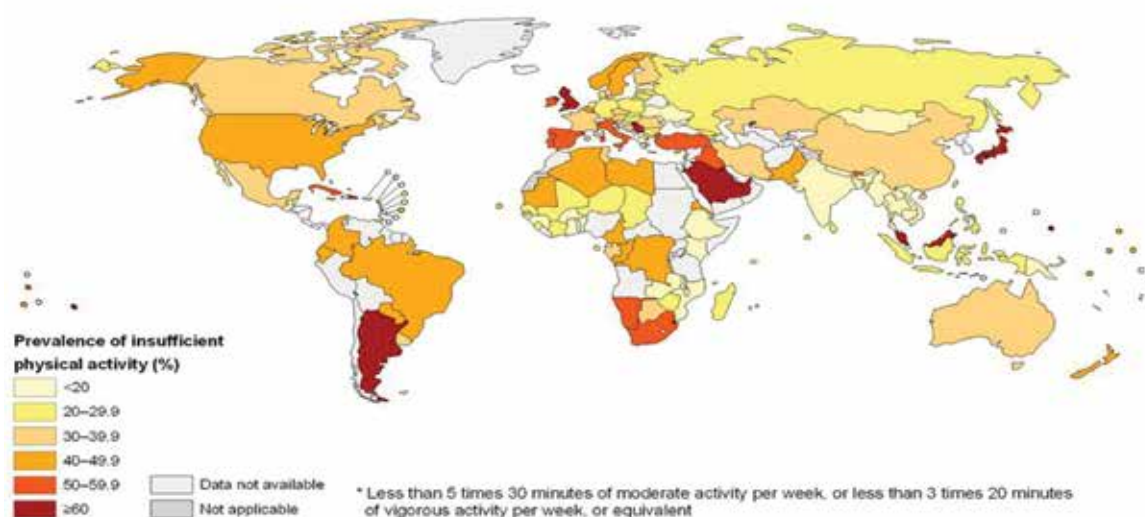 Prevalence of insufficient
physical activity (%)
<20
20–29.9
30–39.9
40–49.9
50–59.9
≥60
Data not available
Not applicable
* Less than 5 times 30 minutes of moderate activity per week, or less than 3 times 20 minutes
of vigorous activity per week, or equivalent